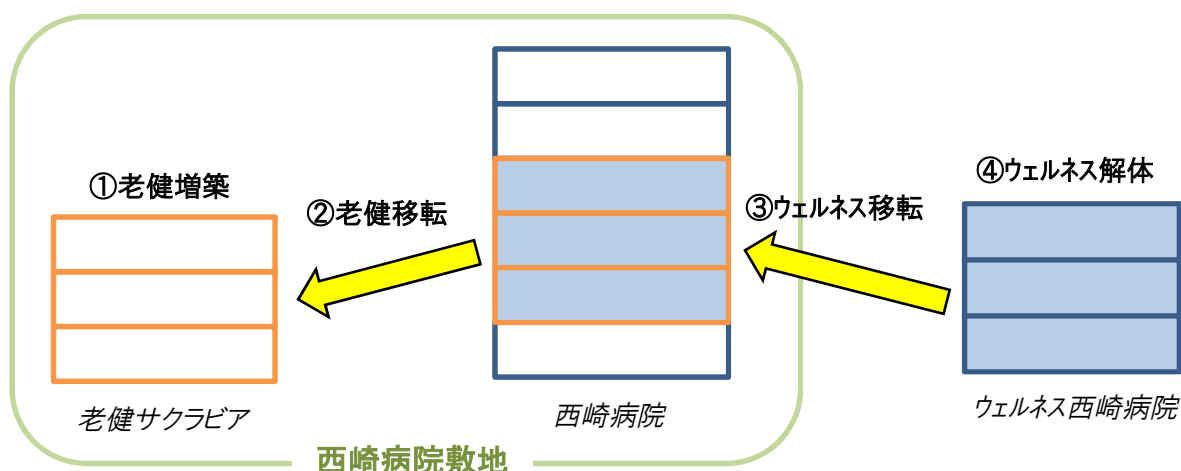 ①老健増築
②老健移転
③ウェルネス移転
④ウェルネス解体
老健サクラビア
西崎病院
ウェルネス西崎病院
西崎病院敷地